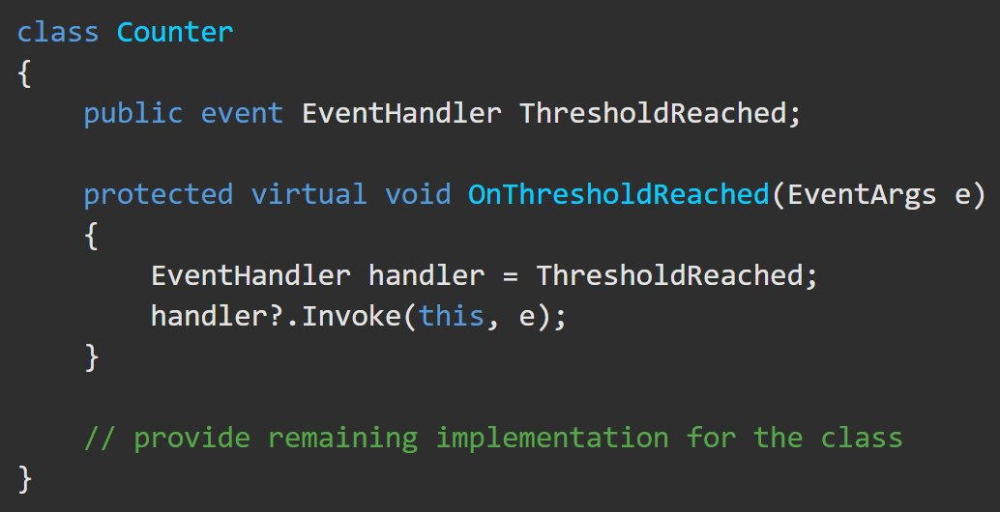 class Counter
{
    public event EventHandler ThresholdReached;

    protected virtual void OnThresholdReached(EventArgs e)
    {
        EventHandler handler = ThresholdReached;
        handler?.Invoke(this, e);
    }

    // provide remaining implementation for the class
}